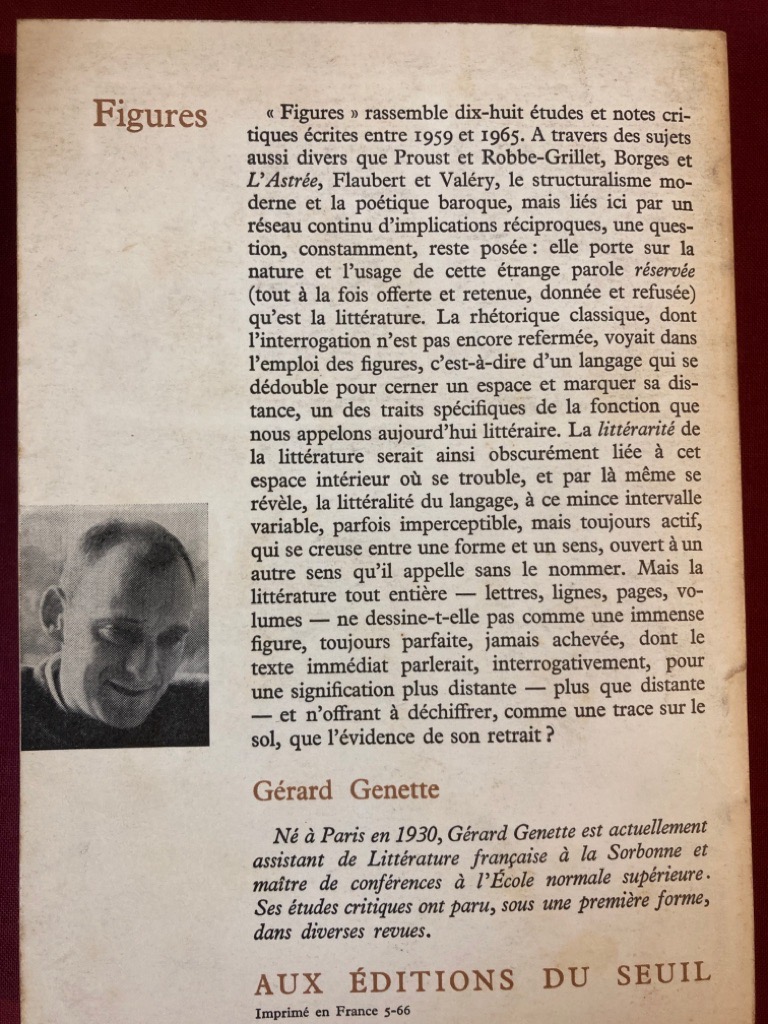 Figures
« Figures » rassemble dix-huit études et notes cri-
tiques écrites entre 1959 et 1965. A travers des sujets
aussi divers que Proust et Robbe-Grillet, Borges et
L'Astrée, Flaubert et Valéry, le structuralisme mo-
derne et la poétique baroque, mais liés ici par un
réseau continu d'implications réciproques, une ques-
tion, constamment, reste posée : elle porte sur la
nature et l'usage de cette étrange parole réservée
(tout à la fois offerte et retenue, donnée et refusée)
qu'est la littérature. La rhétorique classique, dont
l'interrogation n'est pas encore refermée, voyait dans
l'emploi des figures, c'est-à-dire d'un langage qui se
dédouble pour cerner un espace et marquer sa dis-
tance, un des traits spécifiques de la fonction que
nous appelons aujourd'hui littéraire. La littérarité de
la littérature serait ainsi obscurément liée à cet
espace intérieur où se trouble, et par là même se
révèle, la littéralité du langage, à ce mince intervalle
variable, parfois imperceptible, mais toujours actif,
qui se creuse entre une forme et un sens, ouvert à un
autre sens qu'il appelle sans le nommer. Mais la
littérature tout entière — lettres, lignes, pages, vo-
lumes — ne dessine-t-elle pas comme une immense
figure, toujours parfaite, jamais achevée, dont le
texte immédiat parlerait, interrogativement, pour
une signification plus distante — plus que distante
— et n'offrant à déchiffrer, comme une trace sur le
sol, que l'évidence de son retrait ?
Gérard Genette
Né à Paris en 1930, Gérard Genette est actuellement
assistant de Littérature française à la Sorbonne et
maître de conférences à l'École normale supérieure.
Ses études critiques ont paru, sous une première forme,
dans diverses revues.
AUX ÉDITIONS DU SEUIL
Imprimé en France 5-66